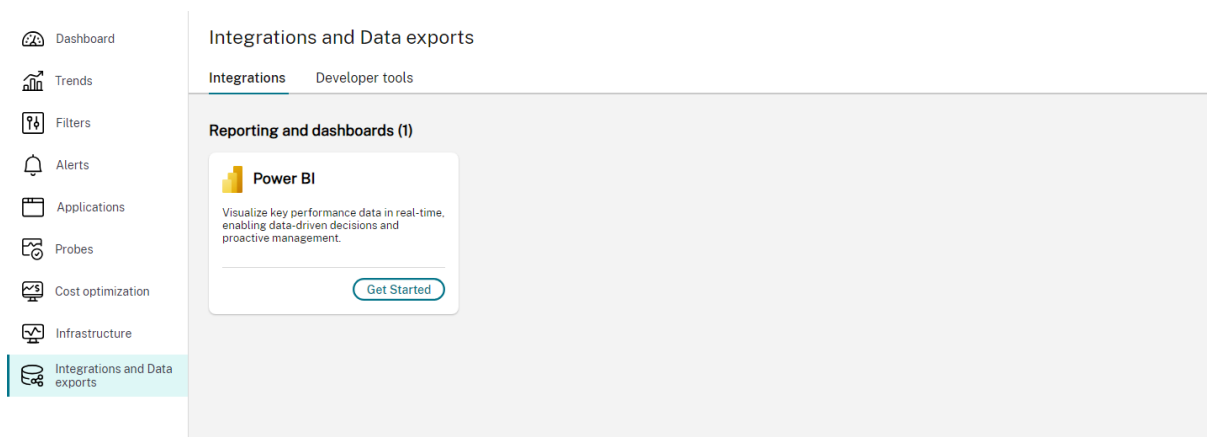 Dashboard
Trends
Filters
Alerts
Applications
Probes
Cost optimization
Infrastructure
Integrations and Data
exports
Integrations and Data exports
Integrations Developer tools
Reporting and dashboards (1)
Power BI
Visualize key performance data in real-time,
enabling data-driven decisions and
proactive management.
Get Started